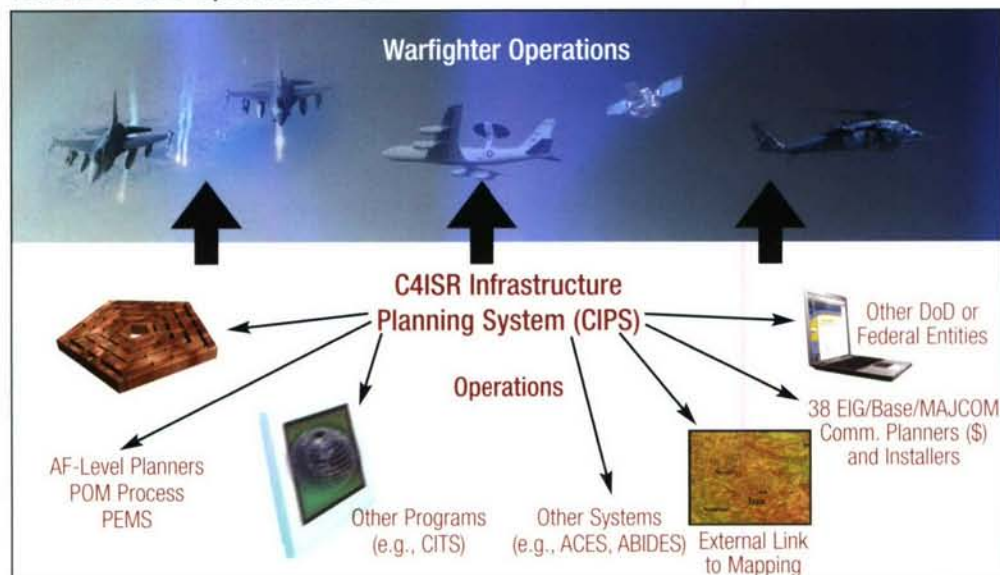 Warfighter Operations
C4ISR Infrastructure
Planning System (CIPS)
Operations
Other DoD or
Federal Entities
38 EIG/Base/MAJCOM
Comm. Planners ($)
and Installers
AF-Level Planners
POM Process
PEMS
Other Programs
(e.g., CITS)
Other Systems
(e.g., ACES, ABIDES)
External Link
to Mapping